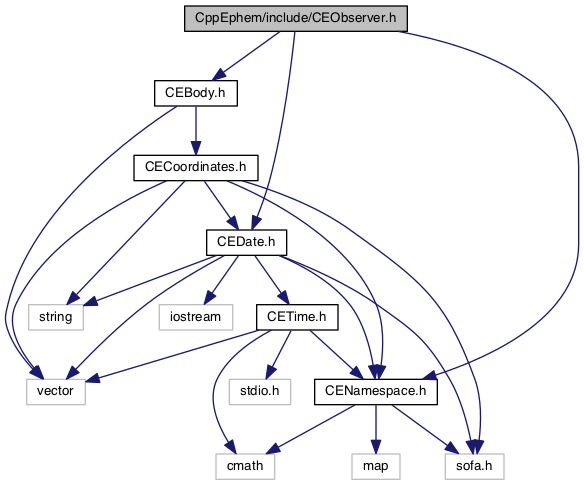 CppEphem/include/CEObserver.h
CEBody.h
CECoordinates.h
CEDate.h
string
iostream
CETime.h
vector
stdio.h
CENamespace.h
cmath
map
sofa.h